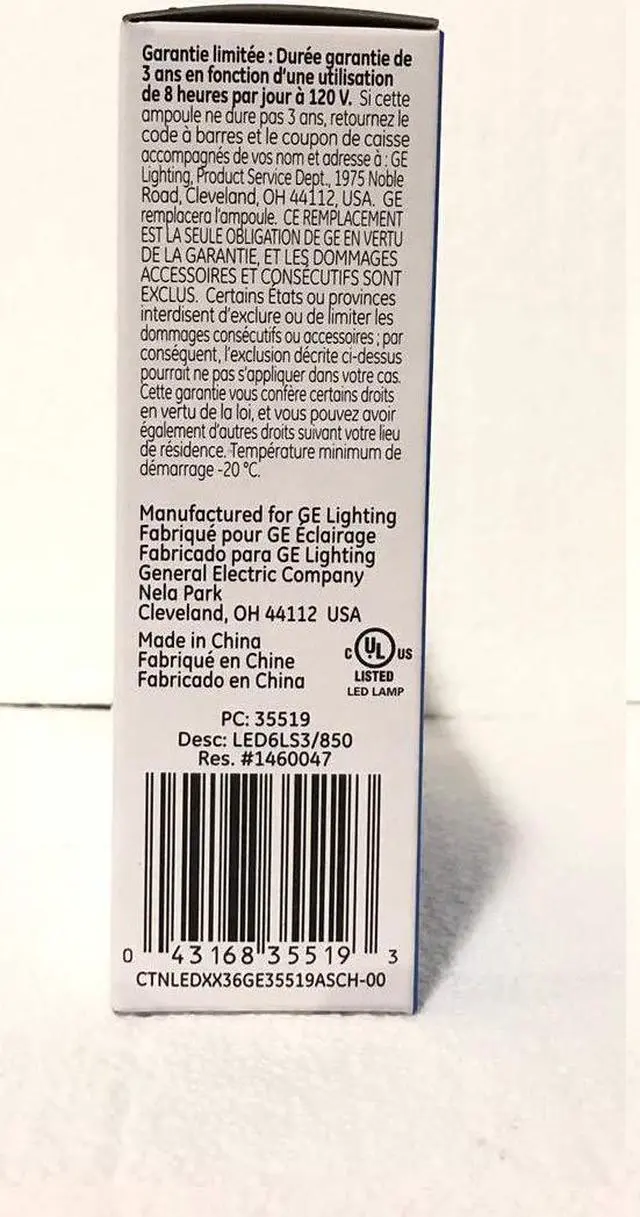 Garantie limitée : Durée garantie de
3 ans en fonction d'une utilisation
de 8 heures par jour à 120 V. Si cette
ampoule ne dure pas 3 ans, retournez le
code à barres et le coupon de caisse
accompagnés de vos nom et adresse à : GE
Lighting, Product Service Dept., 1975 Noble
Road, Cleveland, OH 44112, USA. GE
remplacera l'ampoule. CE REMPLACEMENT
EST LA SEULE OBLIGATION DE GE EN VERTU
DE LA GARANTIE, ET LES DOMMAGES
ACCESSOIRES ET CONSÉCUTIFS SONT
EXCLUS. Certains États ou provinces
interdisent d'exclure ou de limiter les
dommages consécutifs ou accessoires ; par
conséquent, l'exclusion décrite ci-dessus
pourrait ne pas s'appliquer dans votre cas.
Cette garantie vous confère certains droits
en vertu de la loi, et vous pouvez avoir
également d'autres droits suivant votre lieu
de résidence. Température minimum de
démarrage -20 °C.
Manufactured for GE Lighting
Fabriqué pour GE Éclairage
Fabricado para GE Lighting
General Electric Company
Nela Park
Cleveland, OH 44112 USA
Made in China
Fabriqué en Chine
Fabricado en China
C UL US
LISTED
LED LAMP
PC: 35519
Desc: LED6LS3/850
Res. #1460047
0 43168 35519 3
CTNLEDXX36GE35519ASCH-00